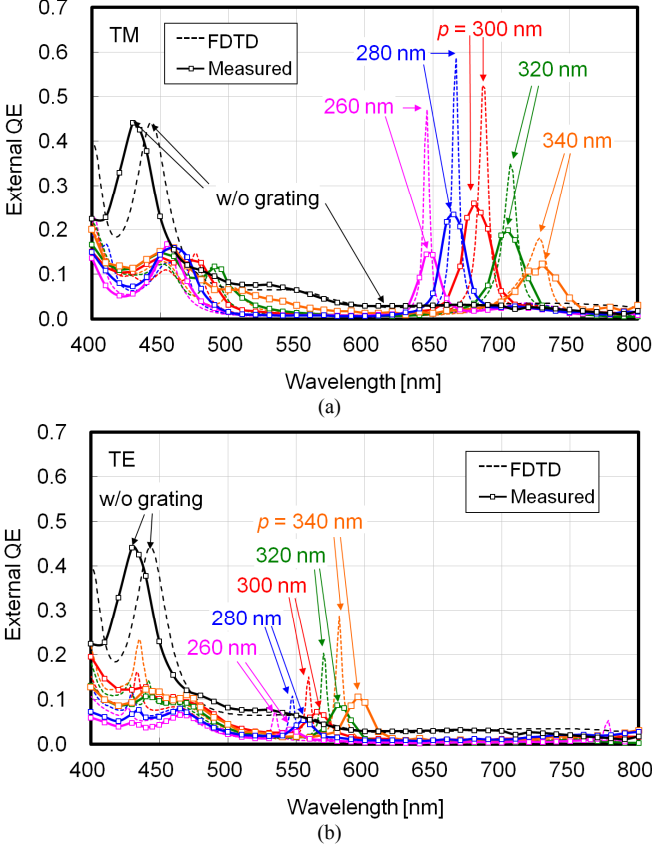 0.7
0.6
0.5
0.4
0.3
0.2
0.1
0.0
External QE
TM
FDTD
Measured
p = 300 nm
280 nm
320 nm
260 nm
340 nm
w/o grating
400 450 500 550 600 650 700 750 800
Wavelength [nm]
(a)
0.7
0.6
0.5
0.4
0.3
0.2
0.1
0.0
External QE
TE
FDTD
Measured
w/o grating
p = 340 nm
320 nm
300 nm
280 nm
260 nm
400 450 500 550 600 650 700 750 800
Wavelength [nm]
(b)